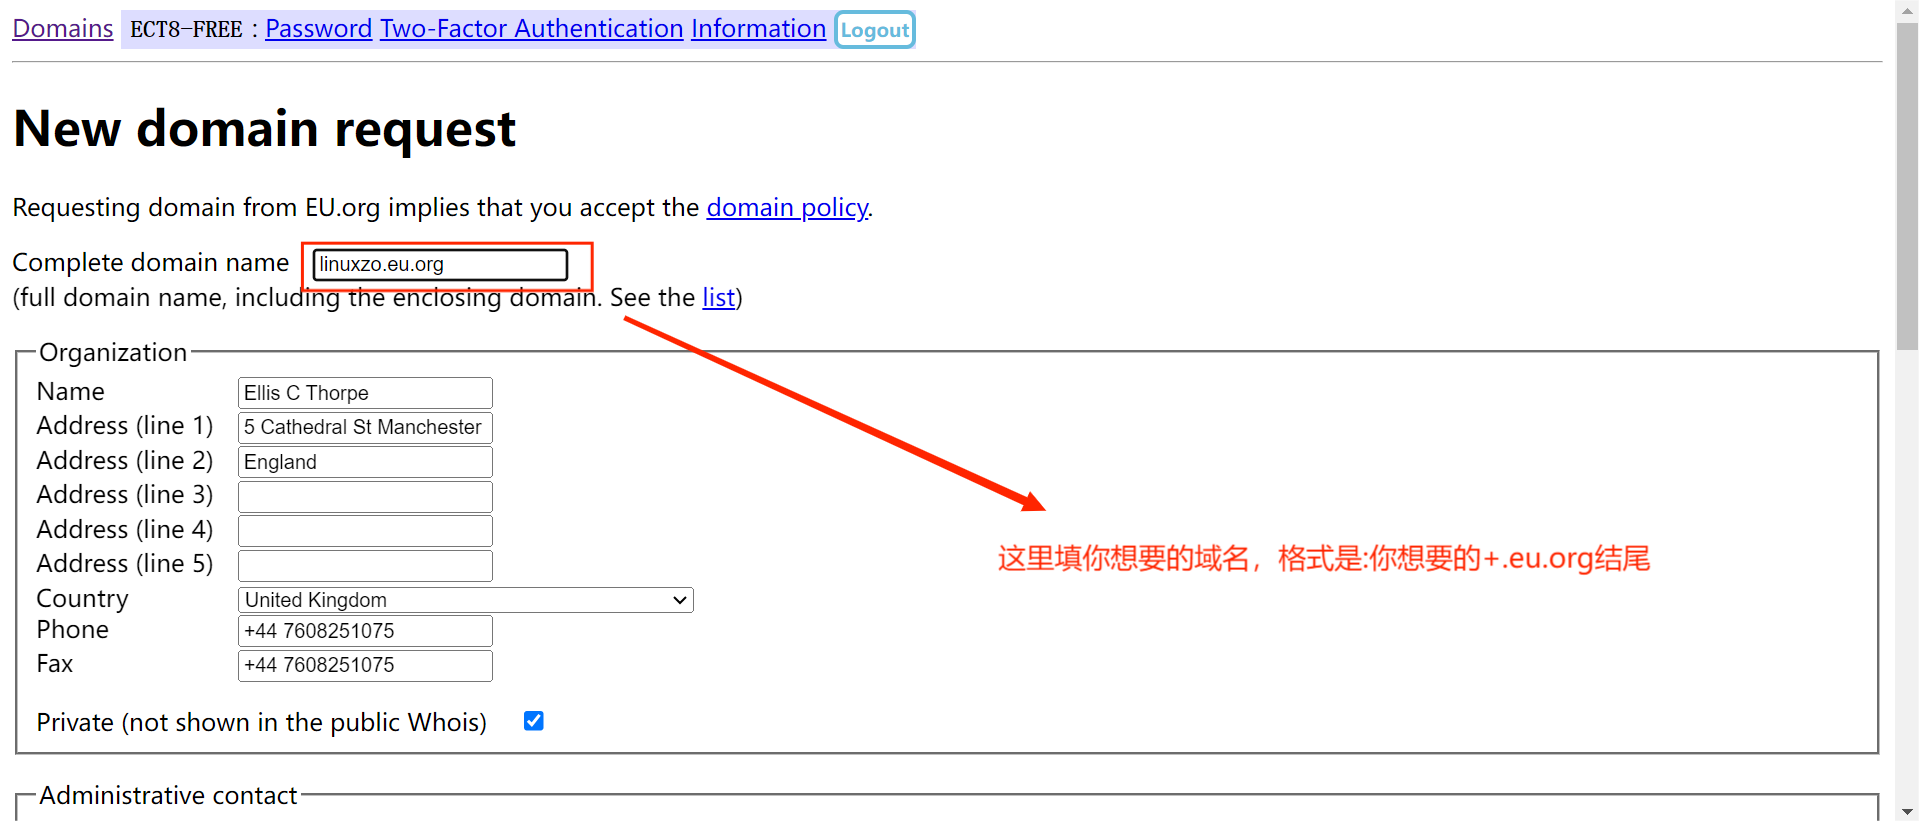 Domains ECT8-FREE : Password Two-Factor Authentication Information Logout
New domain request
Requesting domain from EU.org implies that you accept the domain policy.
Complete domain name linuxzo.eu.org
(full domain name, including the enclosing domain. See the list)
Organization
Name Ellis C Thorpe
Address (line 1) 5 Cathedral St Manchester
Address (line 2) England
Address (line 3)
Address (line 4)
这里填你想要的域名，格式是:你想要的+.eu.org结尾
Address (line 5)
Country United Kingdom
Phone +44 7608251075
Fax +44 7608251075
Private (not shown in the public Whois)
Administrative contact